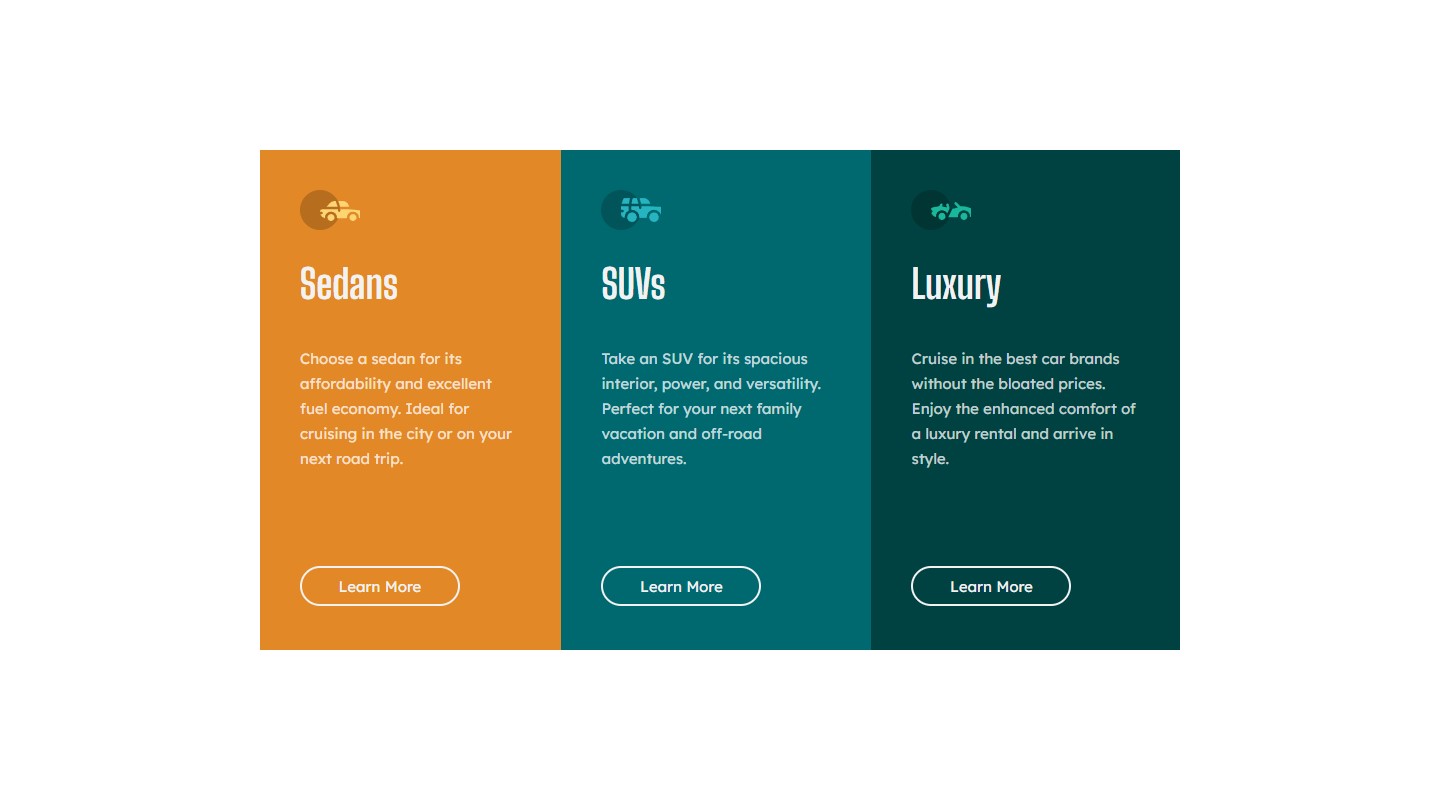 Sedans
Choose a sedan for its
affordability and excellent
fuel economy. Ideal for
cruising in the city or on your
next road trip.
Learn More
SUVs
Take an SUV for its spacious
interior, power, and versatility.
Perfect for your next family
vacation and off-road
adventures.
Learn More
Luxury
Cruise in the best car brands
without the bloated prices.
Enjoy the enhanced comfort of
a luxury rental and arrive in
style.
Learn More